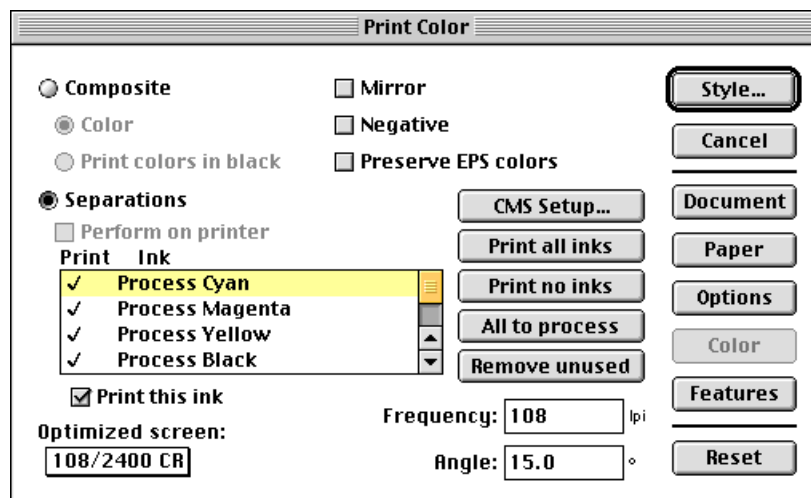 Print Color
Composite
Color
Print colors in black
Separations
Perform on printer
Print Ink
✓ Process Cyan
✓ Process Magenta
✓ Process Yellow
✓ Process Black
Print this ink
Optimized screen:
108/2400 CR
Mirror
Negative
Preserve EPS colors
CMS Setup...
Print all inks
Print no inks
All to process
Remove unused
Frequency: 108 lpi
Angle: 15.0 °
Style...
Cancel
Document
Paper
Options
Color
Features
Reset